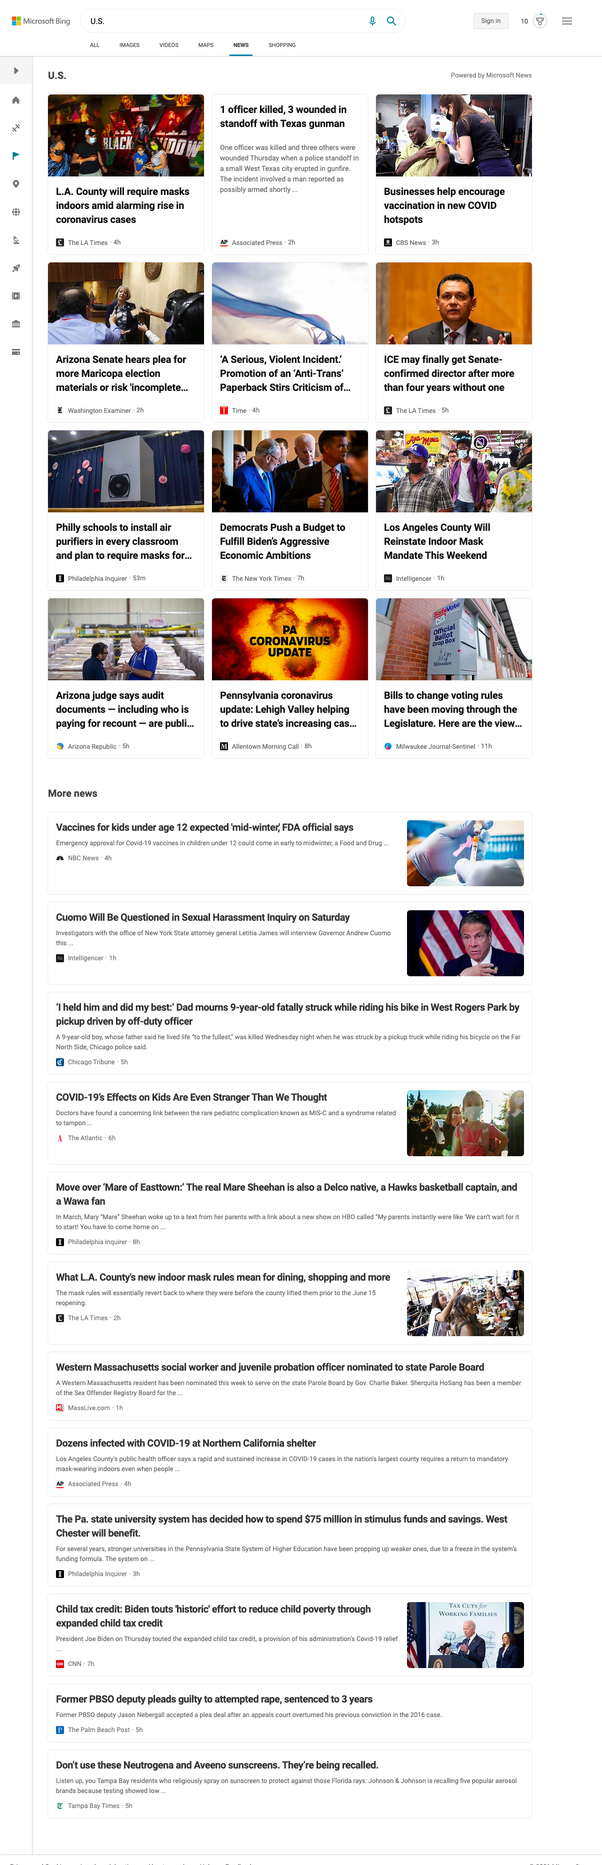 Microsoft Bing
U.S.
Sign in
10
ALL
IMAGES
VIDEOS
MAPS
NEWS
SHOPPING
U.S.
Powered by Microsoft News
BLACK WIDOW
L.A. County will require masks
indoors amid alarming rise in
coronavirus cases
The LA Times · 4h
1 officer killed, 3 wounded in
standoff with Texas gunman
One officer was killed and three others were
wounded Thursday when a police standoff in
a small West Texas city erupted in gunfire.
The incident involved a man reported as
possibly armed shortly ...
AP Associated Press · 2h
Businesses help encourage
vaccination in new COVID
hotspots
CBS News · 3h
Arizona Senate hears plea for
more Maricopa election
materials or risk 'incomplete...
Washington Examiner · 2h
‘A Serious, Violent Incident.’
Promotion of an ‘Anti-Trans’
Paperback Stirs Criticism of...
Time · 4h
ICE may finally get Senate-
confirmed director after more
than four years without one
The LA Times · 5h
Philly schools to install air
purifiers in every classroom
and plan to require masks for...
Philadelphia Inquirer · 53m
Democrats Push a Budget to
Fulfill Biden’s Aggressive
Economic Ambitions
The New York Times · 7h
Los Angeles County Will
Reinstate Indoor Mask
Mandate This Weekend
Intelligencer · 1h
Arizona judge says audit
documents — including who is
paying for recount — are publi...
Arizona Republic · 5h
PA
CORONAVIRUS
UPDATE
Pennsylvania coronavirus
update: Lehigh Valley helping
to drive state’s increasing cas...
Allentown Morning Call · 8h
Official
Ballot
Drop Box
Bills to change voting rules
have been moving through the
Legislature. Here are the view...
Milwaukee Journal-Sentinel · 11h
More news
Vaccines for kids under age 12 expected 'mid-winter,' FDA official says
Emergency approval for Covid-19 vaccines in children under 12 could come in early to midwinter, a Food and Drug ...
NBC News · 4h
Cuomo Will Be Questioned in Sexual Harassment Inquiry on Saturday
Investigators with the office of New York State attorney general Letitia James will interview Governor Andrew Cuomo
this ...
Intelligencer · 1h
‘I held him and did my best:’ Dad mourns 9-year-old fatally struck while riding his bike in West Rogers Park by
pickup driven by off-duty officer
A 9-year-old boy, whose father said he lived life “to the fullest,” was killed Wednesday night when he was struck by a pickup truck while riding his bicycle on the Far
North Side, Chicago police said.
Chicago Tribune · 5h
COVID-19’s Effects on Kids Are Even Stranger Than We Thought
Doctors have found a concerning link between the rare pediatric complication known as MIS-C and a syndrome related
to tampon ...
The Atlantic · 6h
Move over ‘Mare of Easttown:’ The real Mare Sheehan is also a Delco native, a Hawks basketball captain, and
a Wawa fan
In March, Mary “Mare” Sheehan woke up to a text from her parents with a link about a new show on HBO called “My parents instantly were like ‘We can’t wait for it
to start! You have to come home on ...
Philadelphia Inquirer · 8h
What L.A. County's new indoor mask rules mean for dining, shopping and more
The mask rules will essentially revert back to where they were before the county lifted them prior to the June 15
reopening.
The LA Times · 2h
Western Massachusetts social worker and juvenile probation officer nominated to state Parole Board
A Western Massachusetts resident has been nominated this week to serve on the state Parole Board by Gov. Charlie Baker. Sherquita HoSang has been a member
of the Sex Offender Registry Board for the ...
MassLive.com · 1h
Dozens infected with COVID-19 at Northern California shelter
Los Angeles County’s public health officer says a rapid and sustained increase in COVID-19 cases in the nation’s largest county requires a return to mandatory
mask-wearing indoors even when people ...
AP Associated Press · 4h
The Pa. state university system has decided how to spend $75 million in stimulus funds and savings. West
Chester will benefit.
For several years, stronger universities in the Pennsylvania State System of Higher Education have been propping up weaker ones, due to a freeze in the system’s
funding formula. The system on ...
Philadelphia Inquirer · 3h
Child tax credit: Biden touts 'historic' effort to reduce child poverty through
expanded child tax credit
President Joe Biden on Thursday touted the expanded child tax credit, a provision of his administration's Covid-19 relief
...
CNN · 7h
TAX CUTS for
WORKING FAMILIES
Former PBSO deputy pleads guilty to attempted rape, sentenced to 3 years
Former PBSO deputy Jason Nebergall accepted a plea deal after an appeals court overturned his previous conviction in the 2016 case.
The Palm Beach Post · 5h
Don’t use these Neutrogena and Aveeno sunscreens. They’re being recalled.
Listen up, you Tampa Bay residents who religiously spray on sunscreen to protect against those Florida rays: Johnson & Johnson is recalling five popular aerosol
brands because testing showed low ...
Tampa Bay Times · 5h